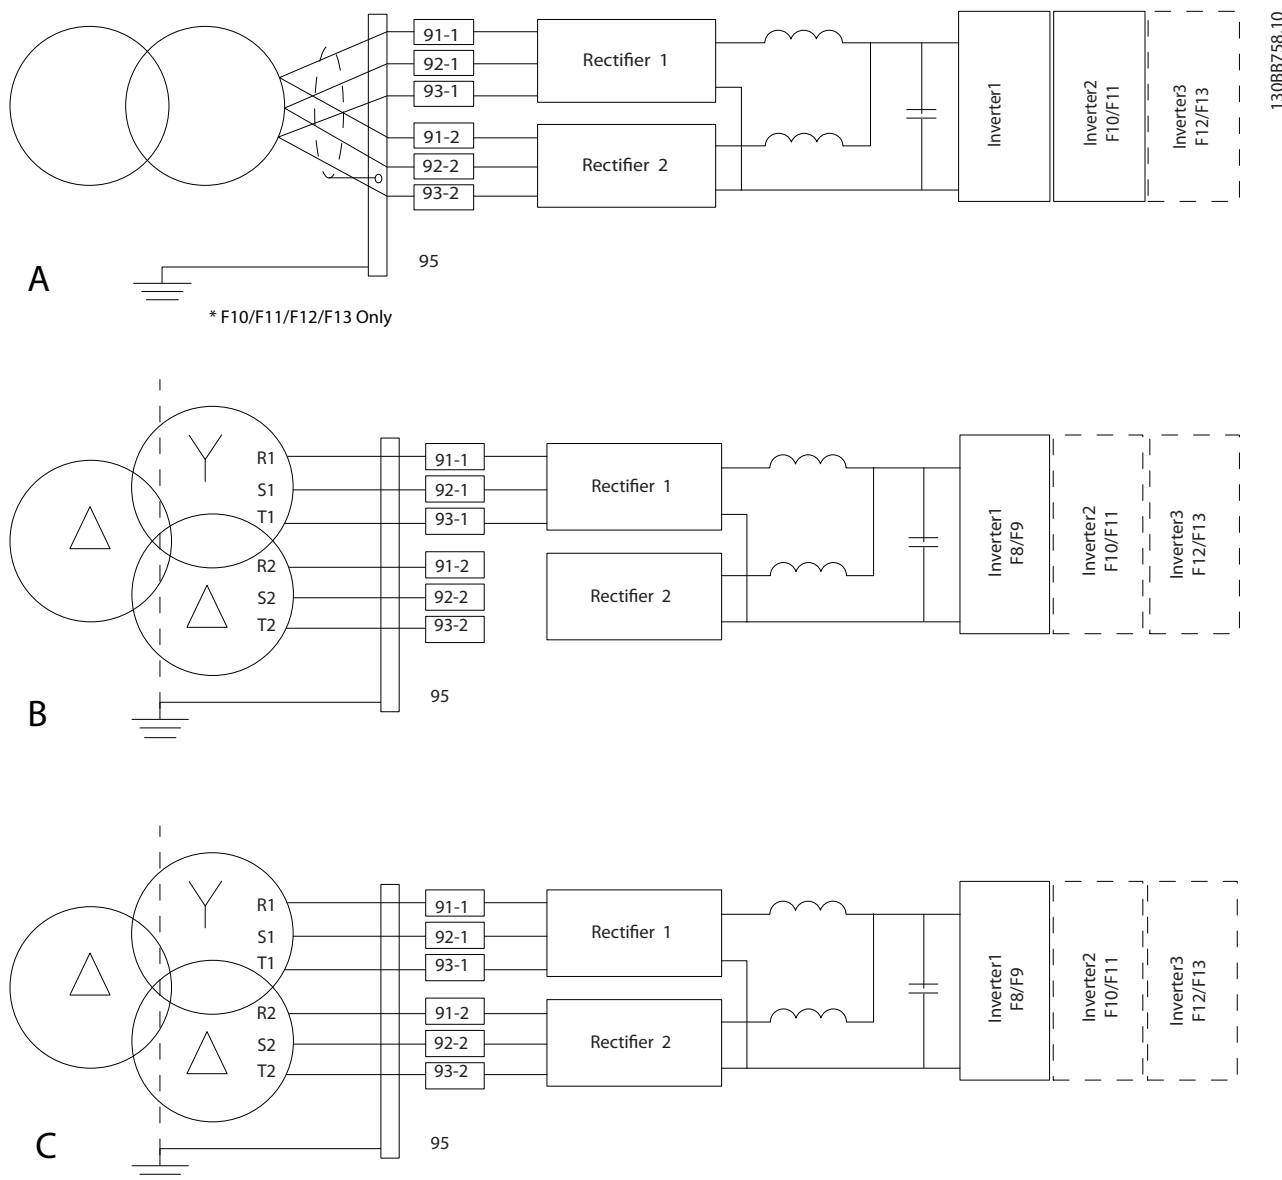 130BB758.10
91-1
92-1
93-1
91-2
92-2
93-2
Rectifier 1
Rectifier 2
Inverter1
Inverter2
F10/F11
Inverter3
F12/F13
95
A
* F10/F11/F12/F13 Only
R1
S1
T1
R2
S2
T2
91-1
92-1
93-1
91-2
92-2
93-2
Rectifier 1
Rectifier 2
Inverter1
F8/F9
Inverter2
F10/F11
Inverter3
F12/F13
95
B
R1
S1
T1
R2
S2
T2
91-1
92-1
93-1
91-2
92-2
93-2
Rectifier 1
Rectifier 2
Inverter1
F8/F9
Inverter2
F10/F11
Inverter3
F12/F13
95
C